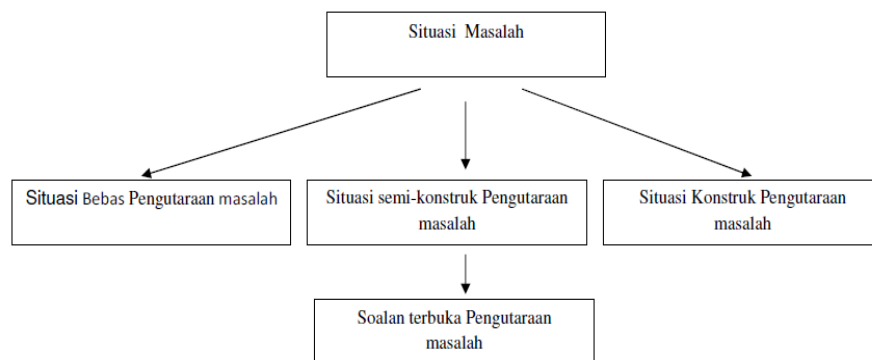 Situasi Masalah
Situasi Bebas Pengutaraan masalah
Situasi semi-konstruk Pengutaraan
masalah
Situasi Konstruk Pengutaraan
masalah
Soalan terbuka Pengutaraan
masalah